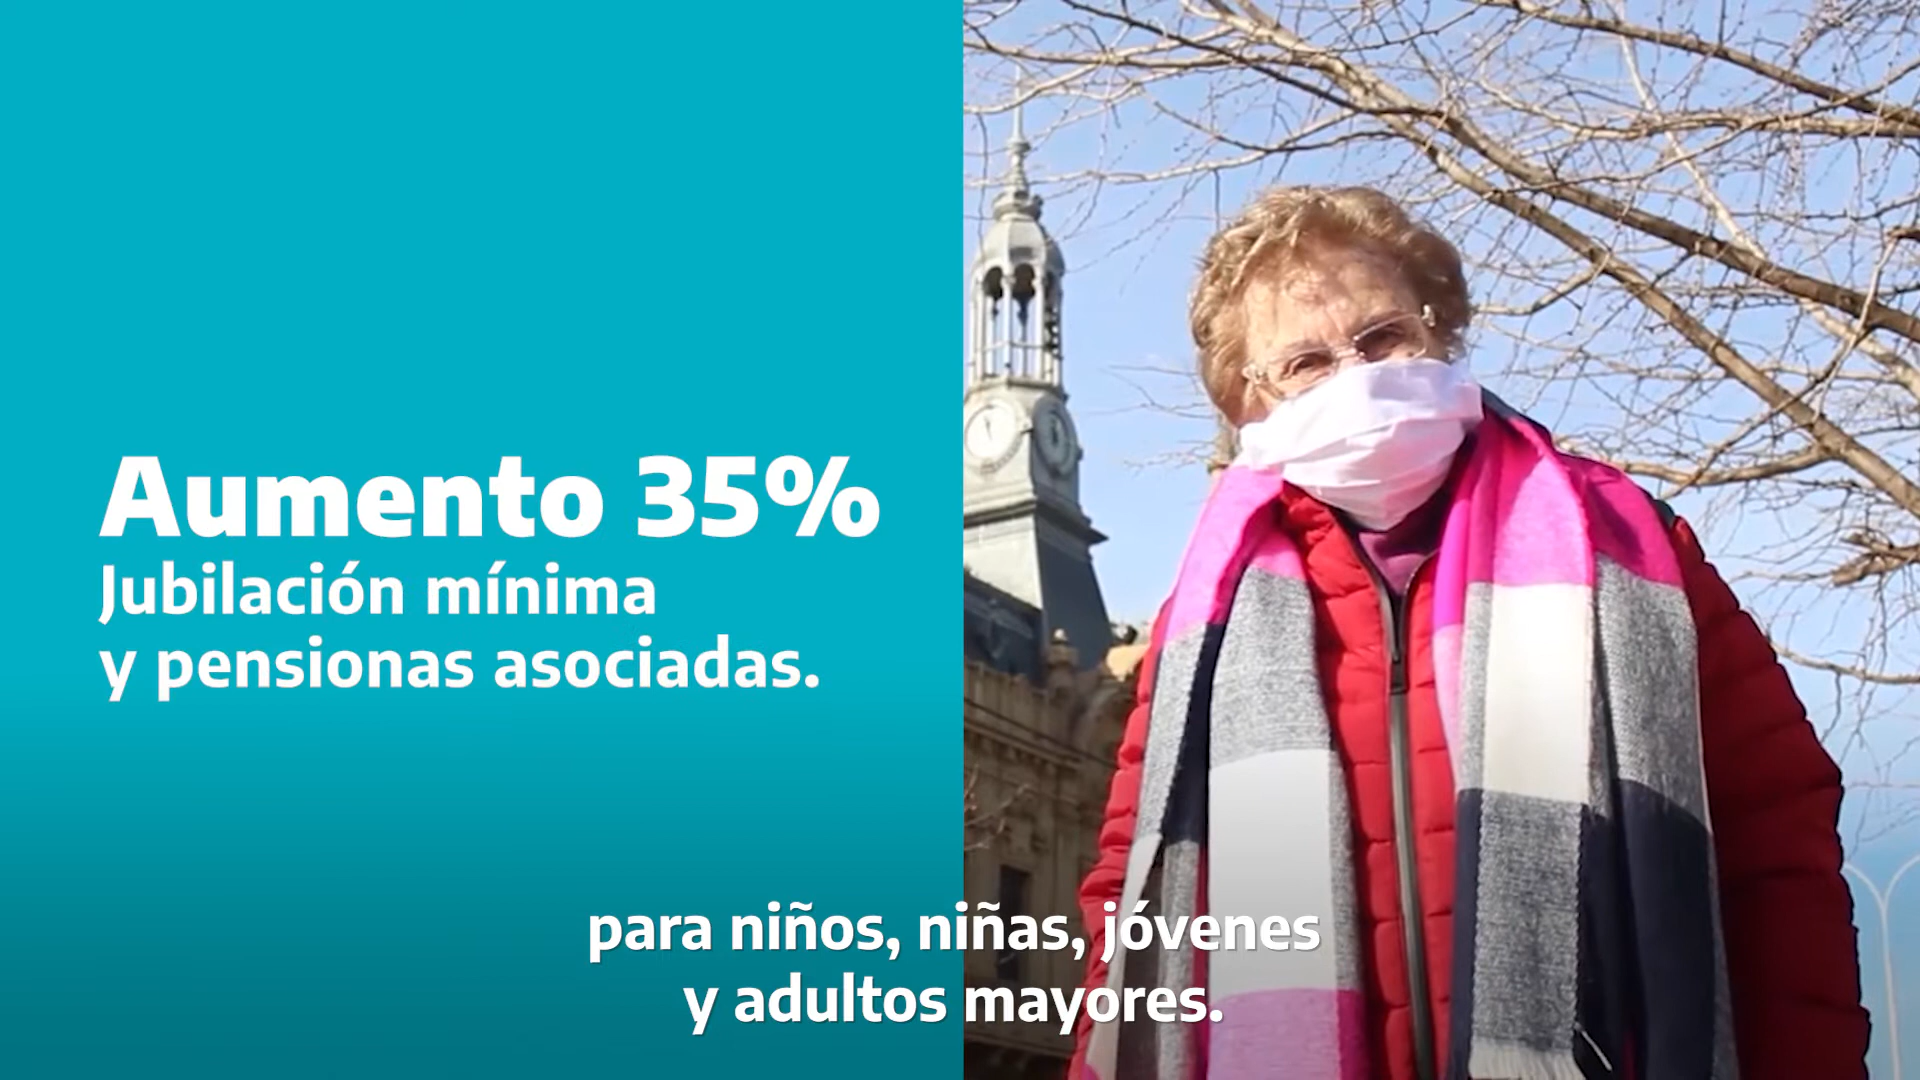 Aumento 35%
Jubilación mínima
y pensionas asociadas.
para niños, niñas, jóvenes
y adultos mayores.